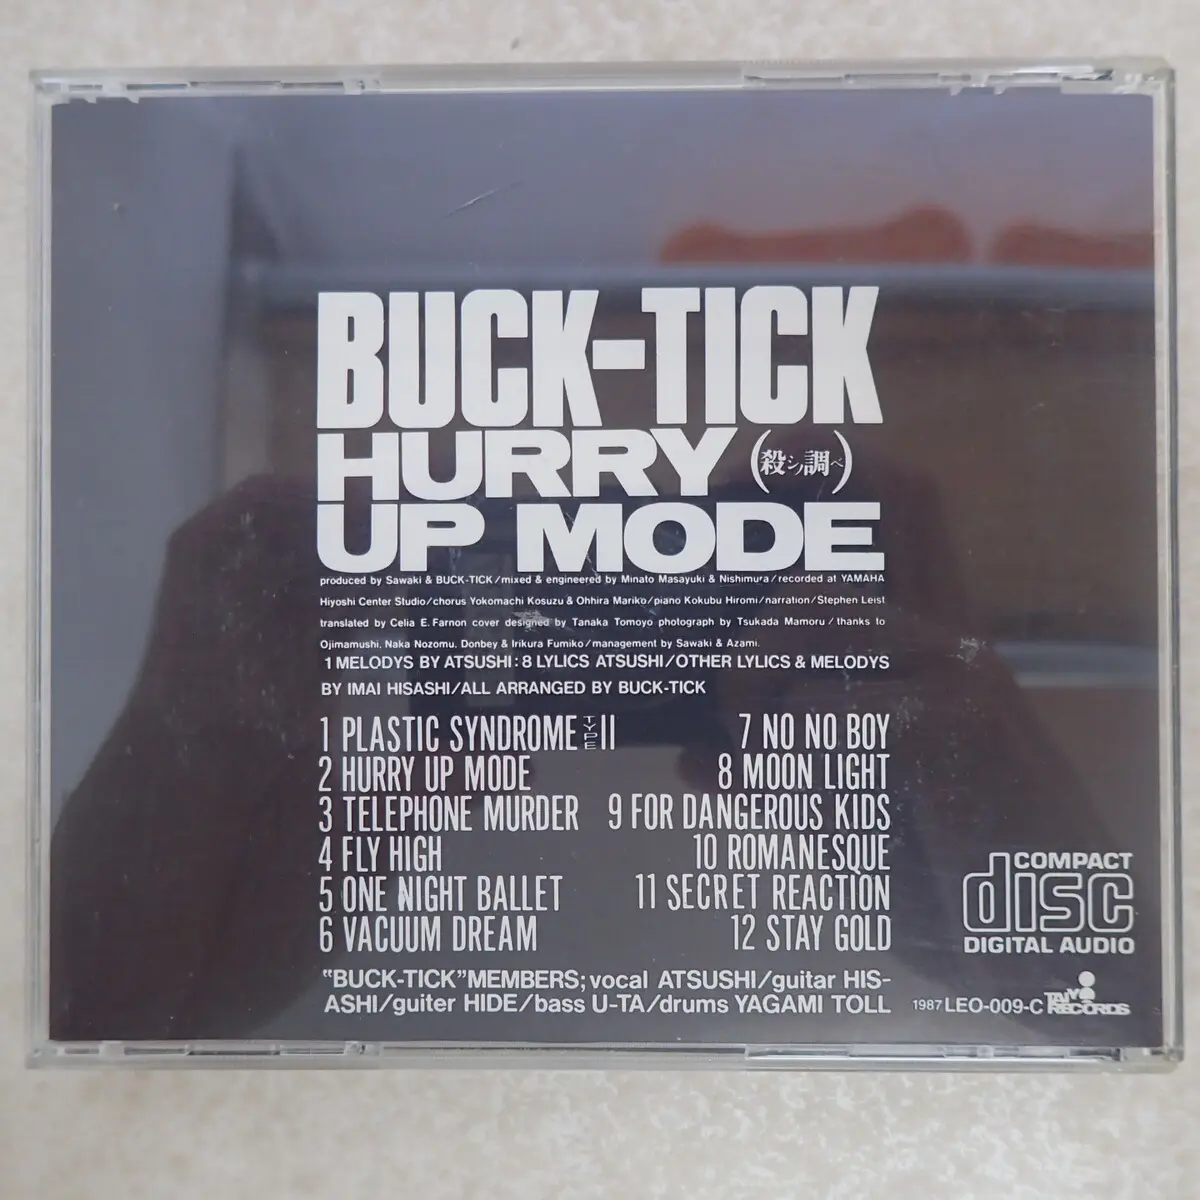 BUCK-TICK
HURRY (殺シノ調べ)
UP MODE
produced by Sawaki & BUCK-TICK/mixed & engineered by Minato Masayuki & Nishimura/recorded at YAMAHA
Hiyoshi Center Studio/chorus Yokomachi Kosuzu & Ohhira Mariko/piano Kokubu Hiromi/narration/Stephen Leist
translated by Celia E. Farnon cover designed by Tanaka Tomoyo photograph by Tsukada Mamoru/thanks to
Ojimamushi, Naka Nozomu, Donbey & Irikura Fumiko/management by Sawaki & Azami.
1 MELODYS BY ATSUSHI: 8 LYLICS ATSUSHI/OTHER LYLICS & MELODYS
BY IMAI HISASHI/ALL ARRANGED BY BUCK-TICK
1 PLASTIC SYNDROME TYPE II
2 HURRY UP MODE
3 TELEPHONE MURDER
4 FLY HIGH
5 ONE NIGHT BALLET
6 VACUUM DREAM
7 NO NO BOY
8 MOON LIGHT
9 FOR DANGEROUS KIDS
10 ROMANESQUE
11 SECRET REACTION
12 STAY GOLD
"BUCK-TICK"MEMBERS; vocal ATSUSHI/guitar HIS-
ASHI/guiter HIDE/bass U-TA/drums YAGAMI TOLL
1987 LEO-009-C
TAIYO
RECORDS
COMPACT
disc
DIGITAL AUDIO